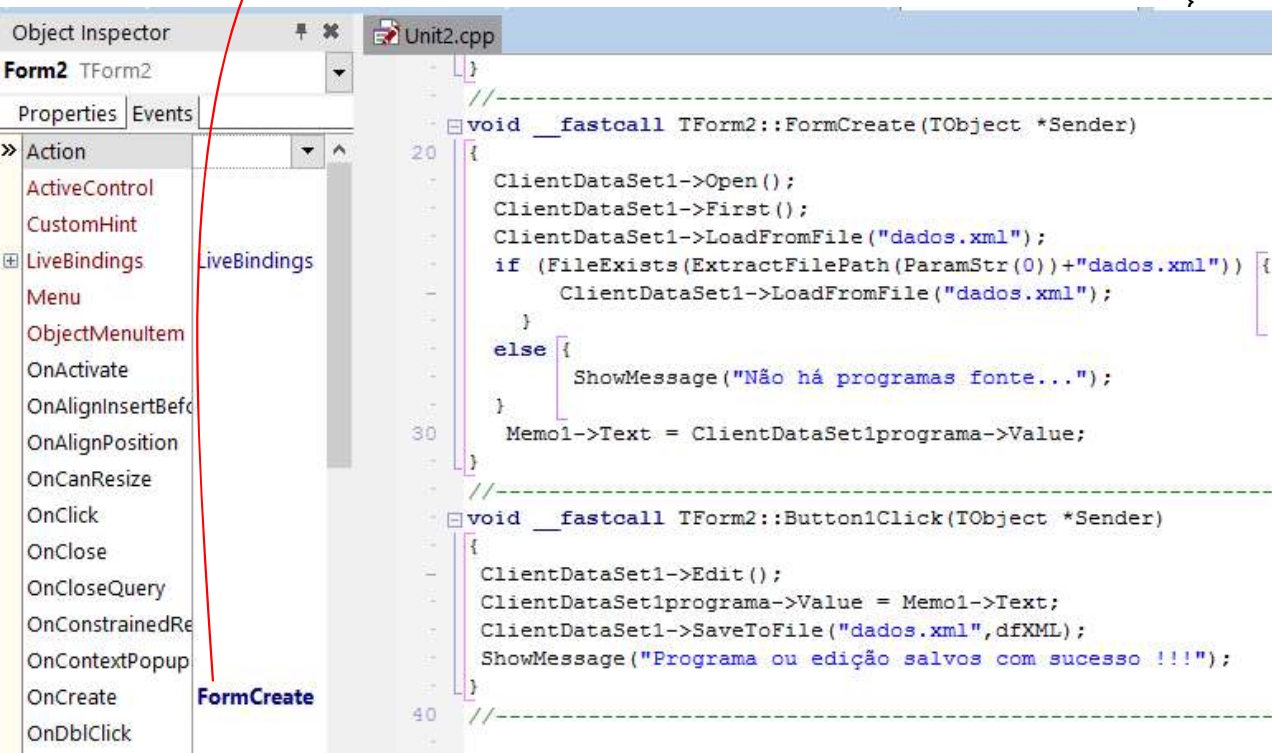 Object Inspector
Form2 TForm2
Properties Events
Action
ActiveControl
CustomHint
LiveBindings LiveBindings
Menu
ObjectMenuItem
OnActivate
OnAlignInsertBefo
OnAlignPosition
OnCanResize
OnClick
OnClose
OnCloseQuery
OnConstrainedRe
OnContextPopup
OnCreate FormCreate
OnDblClick
Unit2.cpp
}
//----------------------------------------------------------------
void __fastcall TForm2::FormCreate(TObject *Sender)
20 {
ClientDataSet1->Open();
ClientDataSet1->First();
ClientDataSet1->LoadFromFile("dados.xml");
if (FileExists(ExtractFilePath(ParamStr(0))+"dados.xml")) {
ClientDataSet1->LoadFromFile("dados.xml");
}
else {
ShowMessage("Não há programas fonte...");
}
30 Memo1->Text = ClientDataSet1programa->Value;
}
//----------------------------------------------------------------
void __fastcall TForm2::Button1Click(TObject *Sender)
{
ClientDataSet1->Edit();
ClientDataSet1programa->Value = Memo1->Text;
ClientDataSet1->SaveToFile("dados.xml",dfXML);
ShowMessage("Programa ou edição salvos com sucesso !!!");
}
40 //----------------------------------------------------------------